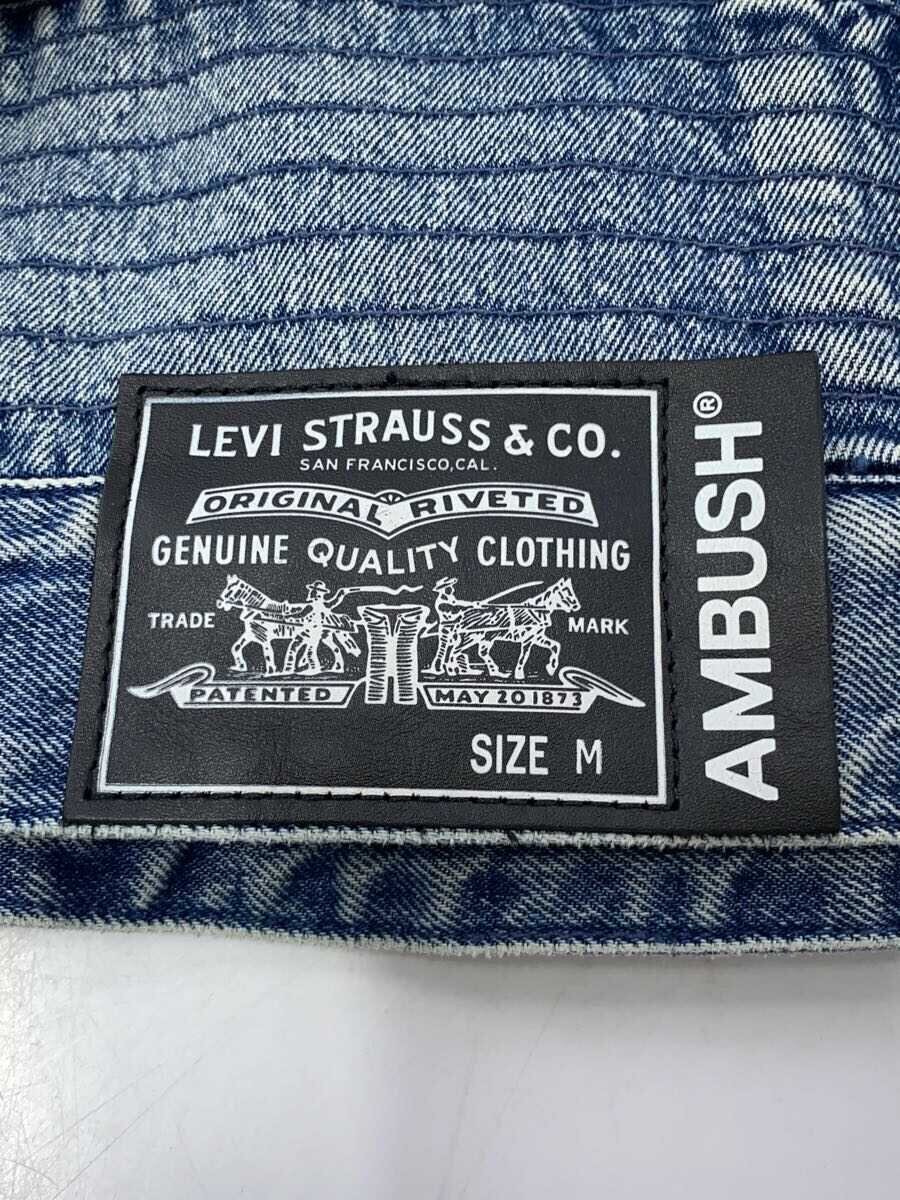 LEVI STRAUSS & CO.
SAN FRANCISCO, CAL.
ORIGINAL RIVETED
GENUINE QUALITY CLOTHING
TRADE MARK
PATENTED MAY 20 1873
SIZE M
AMBUSH®